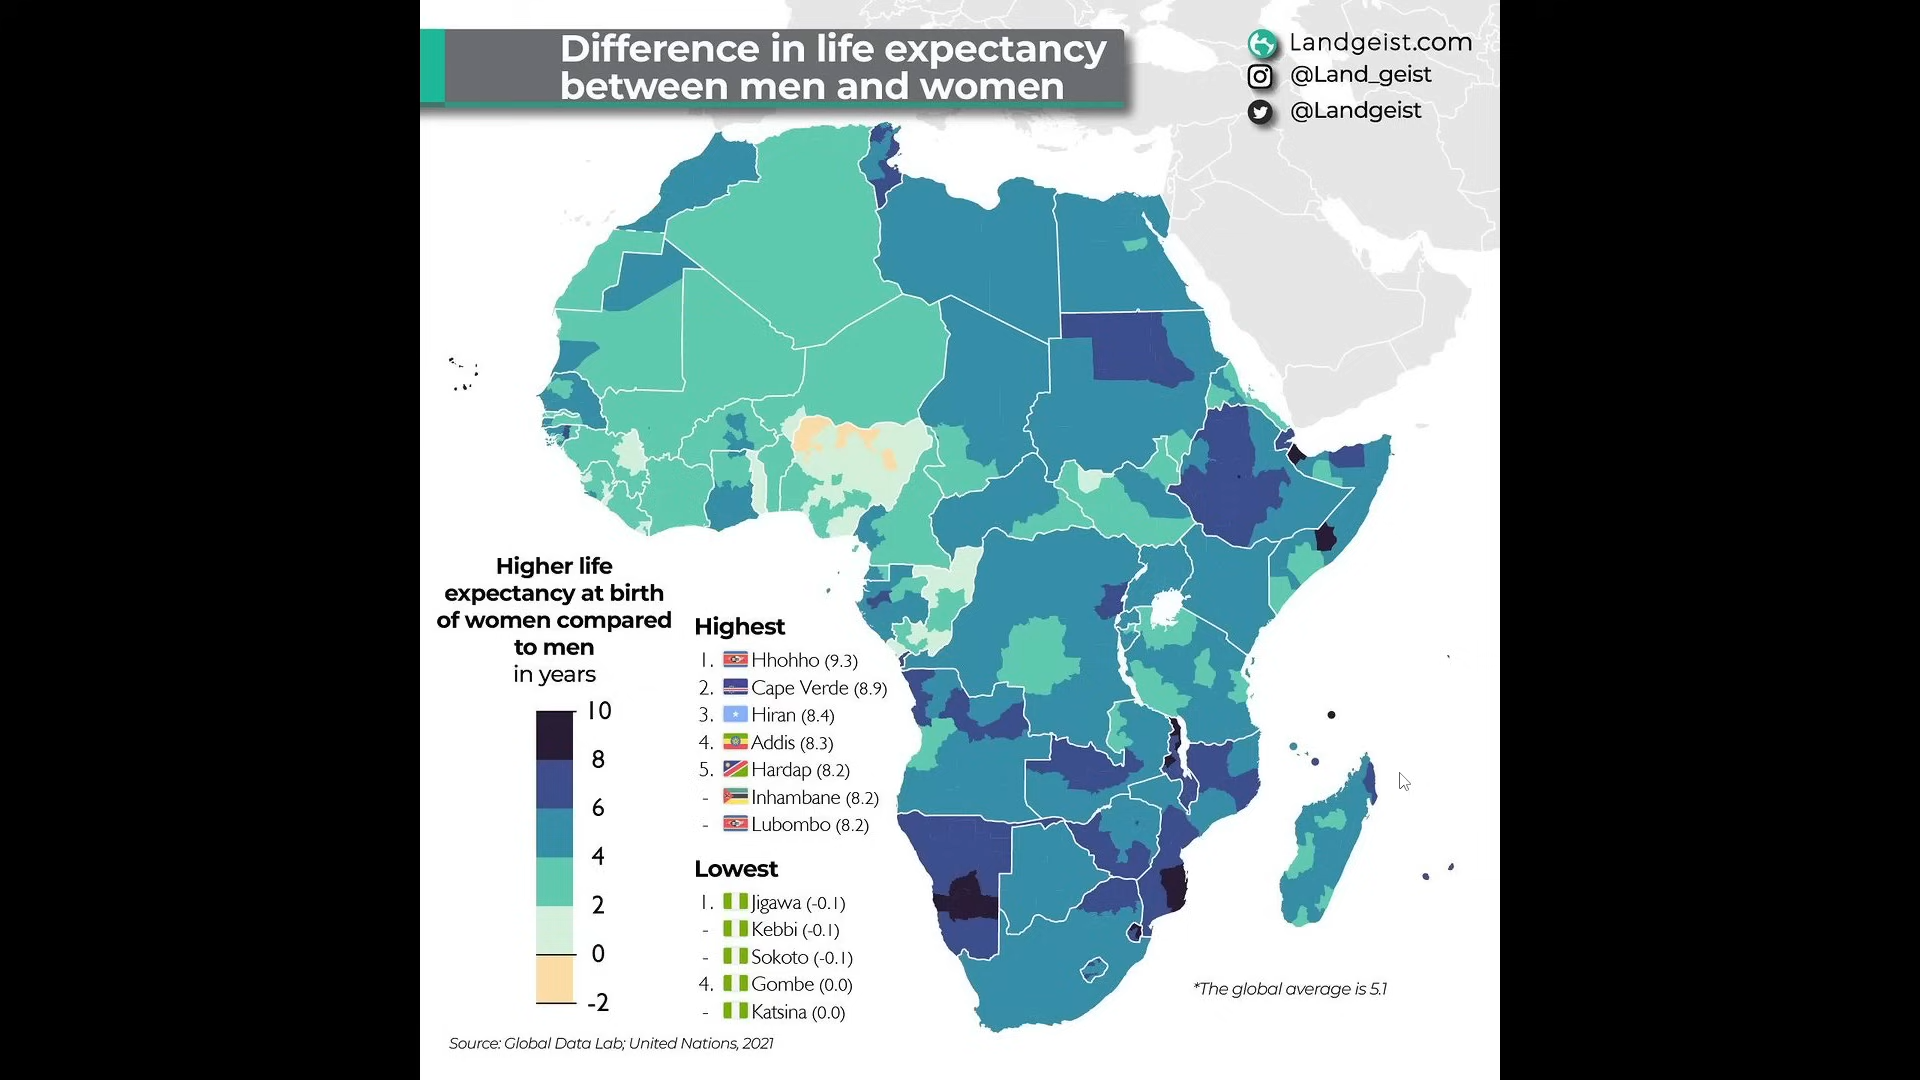 Difference in life expectancy
between men and women
Landgeist.com
@Land_geist
@Landgeist
Higher life
expectancy at birth
of women compared
to men
in years
10
8
6
4
2
0
-2
Highest
1. Hhohho (9.3)
2. Cape Verde (8.9)
3. Hiran (8.4)
4. Addis (8.3)
5. Hardap (8.2)
- Inhambane (8.2)
- Lubombo (8.2)
Lowest
1. Jigawa (-0.1)
- Kebbi (-0.1)
- Sokoto (-0.1)
4. Gombe (0.0)
- Katsina (0.0)
*The global average is 5.1
Source: Global Data Lab; United Nations, 2021